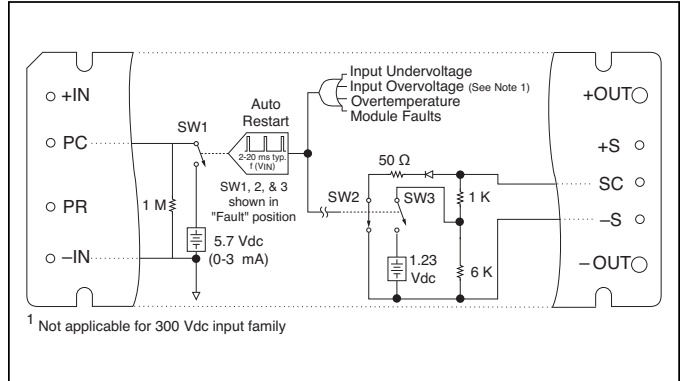 +IN
PC
PR
–IN
SW1
1 M
5.7 Vdc
(0-3 mA)
Auto
Restart
2-20 ms typ.
f (VIN)
SW1, 2, & 3
shown in
"Fault" position
Input Undervoltage
Input Overvoltage (See Note 1)
Overtemperature
Module Faults
50 Ω
SW2
SW3
1 K
1.23
Vdc
6 K
+OUT
+S
SC
–S
–OUT
1 Not applicable for 300 Vdc input family